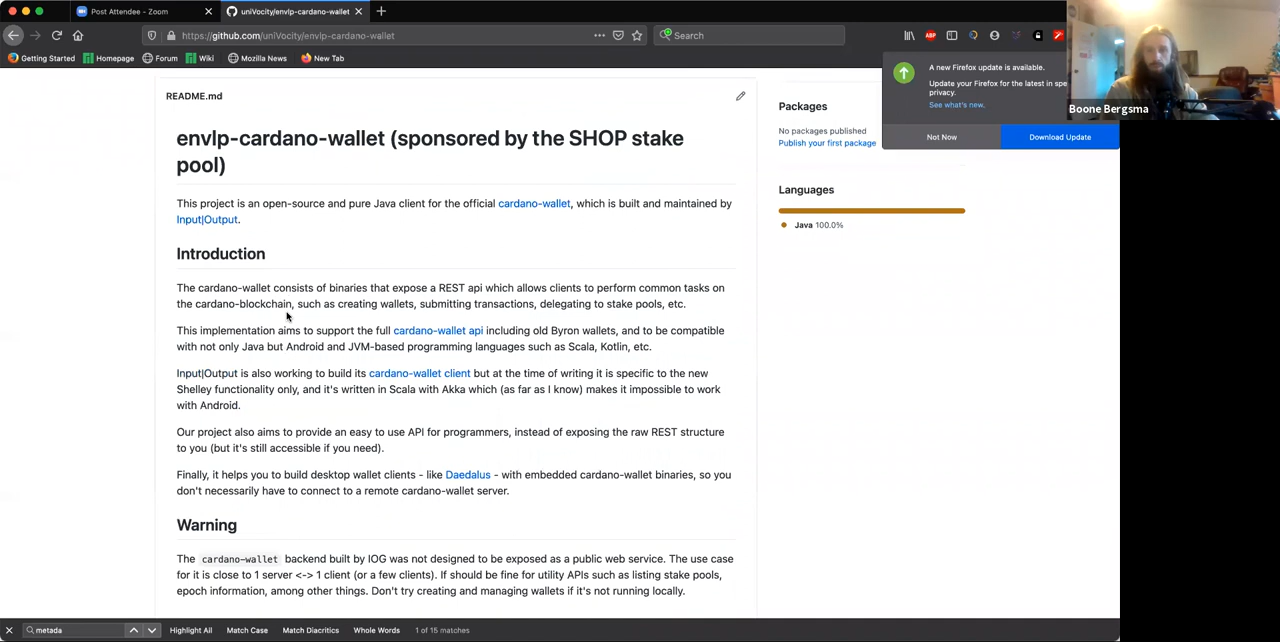 Post Attendee - Zoom
uniVocity/envlp-cardano-wallet
https://github.com/uniVocity/envlp-cardano-wallet
Search
ABP
Getting Started
Homepage
Forum
Wiki
Mozilla News
New Tab
A new Firefox update is available.
Update your Firefox for the latest in spe
privacy.
See what's new.
Not Now
Download Update
Boone Bergsma
README.md
envlp-cardano-wallet (sponsored by the SHOP stake
pool)
This project is an open-source and pure Java client for the official cardano-wallet, which is built and maintained by
Input|Output.
Introduction
The cardano-wallet consists of binaries that expose a REST api which allows clients to perform common tasks on
the cardano-blockchain, such as creating wallets, submitting transactions, delegating to stake pools, etc.
This implementation aims to support the full cardano-wallet api including old Byron wallets, and to be compatible
with not only Java but Android and JVM-based programming languages such as Scala, Kotlin, etc.
Input|Output is also working to build its cardano-wallet client but at the time of writing it is specific to the new
Shelley functionality only, and it's written in Scala with Akka which (as far as I know) makes it impossible to work
with Android.
Our project also aims to provide an easy to use API for programmers, instead of exposing the raw REST structure
to you (but it's still accessible if you need).
Finally, it helps you to build desktop wallet clients - like Daedalus - with embedded cardano-wallet binaries, so you
don't necessarily have to connect to a remote cardano-wallet server.
Warning
The cardano-wallet backend built by IOG was not designed to be exposed as a public web service. The use case
for it is close to 1 server <-> 1 client (or a few clients). If should be fine for utility APIs such as listing stake pools,
epoch information, among other things. Don't try creating and managing wallets if it's not running locally.
Packages
No packages published
Publish your first package
Languages
Java 100.0%
metada
Highlight All
Match Case
Match Diacritics
Whole Words
1 of 15 matches